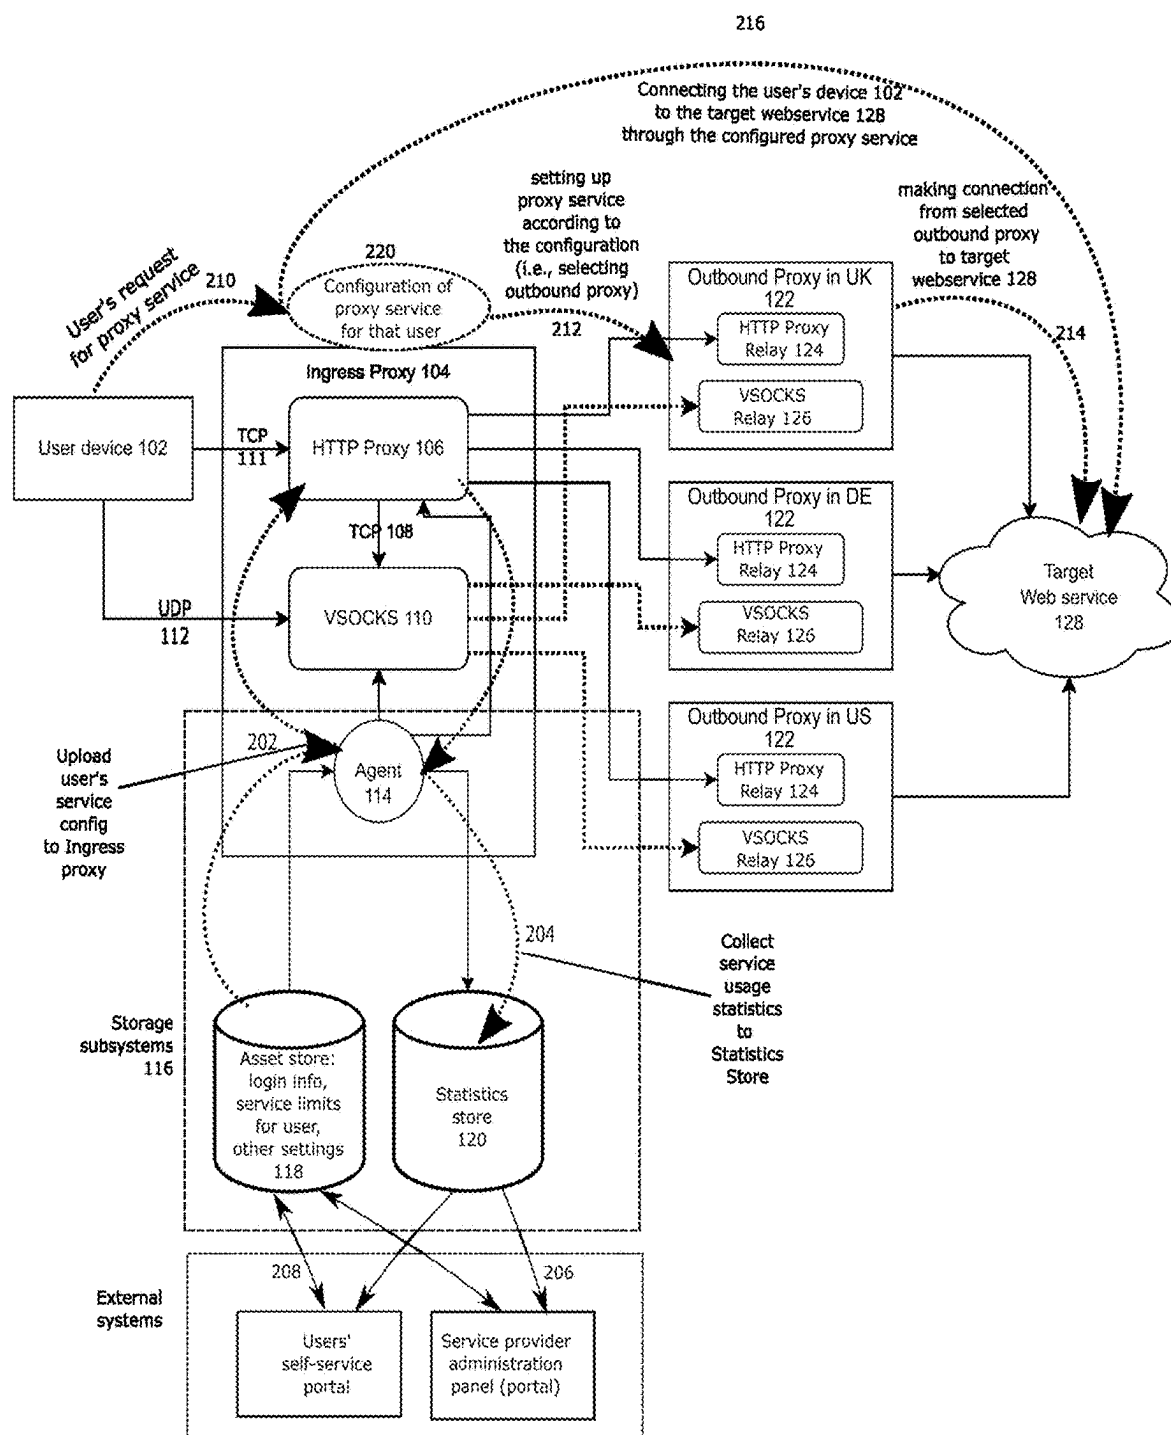 216
Connecting the user's device 102
to the target webservice 128
through the configured proxy service
setting up
proxy service
according to
the configuration
(i.e., selecting
outbound proxy)
212
making connection
from selected
outbound proxy
to target
webservice 128
214
User's request
for proxy service
210
220
Configuration of
proxy service
for that user
Ingress Proxy 104
User device 102
TCP
111
HTTP Proxy 106
TCP 108
UDP
112
VSOCKS 110
Outbound Proxy in UK
122
HTTP Proxy
Relay 124
VSOCKS
Relay 126
Outbound Proxy in DE
122
HTTP Proxy
Relay 124
VSOCKS
Relay 126
Target
Web service
128
Outbound Proxy in US
122
HTTP Proxy
Relay 124
VSOCKS
Relay 126
202
Upload
user's
service
config
to Ingress
proxy
Agent
114
204
Collect
service
usage
statistics
to
Statistics
Store
Storage
subsystems
116
Asset store:
login info,
service limits
for user,
other settings
118
Statistics
store
120
208
206
External
systems
Users'
self-service
portal
Service provider
administration
panel (portal)